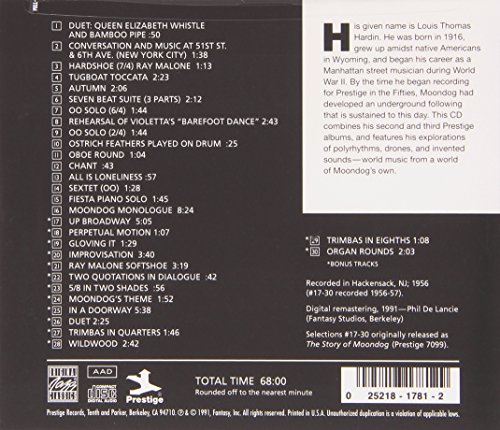 1 DUET: QUEEN ELIZABETH WHISTLE
AND BAMBOO PIPE :50
2 CONVERSATION AND MUSIC AT 51ST ST.
& 6TH AVE. (NEW YORK CITY) 1:38
3 HARDSHOE (7/4) RAY MALONE 1:13
4 TUGBOAT TOCCATA 2:23
5 AUTUMN 2:06
6 SEVEN BEAT SUITE (3 PARTS) 2:12
7 OO SOLO (6/4) 1:44
8 REHEARSAL OF VIOLETTA'S "BAREFOOT DANCE" 2:43
9 OO SOLO (2/4) 1:44
10 OSTRICH FEATHERS PLAYED ON DRUM :25
11 OBOE ROUND 1:04
12 CHANT :43
13 ALL IS LONELINESS :57
14 SEXTET (OO) 1:28
15 FIESTA PIANO SOLO 1:45
16 MOONDOG MONOLOGUE 8:24
*17 UP BROADWAY 5:05
*18 PERPETUAL MOTION 1:07
*19 GLOVING IT 1:39
*20 IMPROVISATION 3:40
*21 RAY MALONE SOFTSHOE 3:19
*22 TWO QUOTATIONS IN DIALOGUE :42
*23 5/8 IN TWO SHADES :56
*24 MOONDOG'S THEME 1:52
*25 IN A DOORWAY 5:38
*26 DUET 2:25
*27 TRIMBAS IN QUARTERS 1:46
*28 WILDWOOD 2:42
His given name is Louis Thomas
Hardin. He was born in 1916,
grew up amidst native Americans
in Wyoming, and began his career as a
Manhattan street musician during World
War II. By the time he began recording
for Prestige in the Fifties, Moondog had
developed an underground following
that is sustained to this day. This CD
combines his second and third Prestige
albums, and features his explorations
of polyrhythms, drones, and invented
sounds—world music from a world
of Moondog's own.
*29 TRIMBAS IN EIGHTHS 1:08
*30 ORGAN ROUNDS 2:03
*BONUS TRACKS
Recorded in Hackensack, NJ; 1956
(#17-30 recorded 1956-57).
Digital remastering, 1991—Phil De Lancie
(Fantasy Studios, Berkeley)
Selections #17-30 originally released as
The Story of Moondog (Prestige 7099).
ORIGINAL
Jazz
CLASSICS
AAD
COMPACT
disc
DIGITAL AUDIO
Prestige
TOTAL TIME 68:00
Rounded off to the nearest minute
0 25218-1781-2 2
Prestige Records, Tenth and Parker, Berkeley, CA 94710. ℗ & © 1991, Fantasy, Inc. All rights reserved. Printed in U.S.A. Unauthorized duplication is a violation of applicable laws.